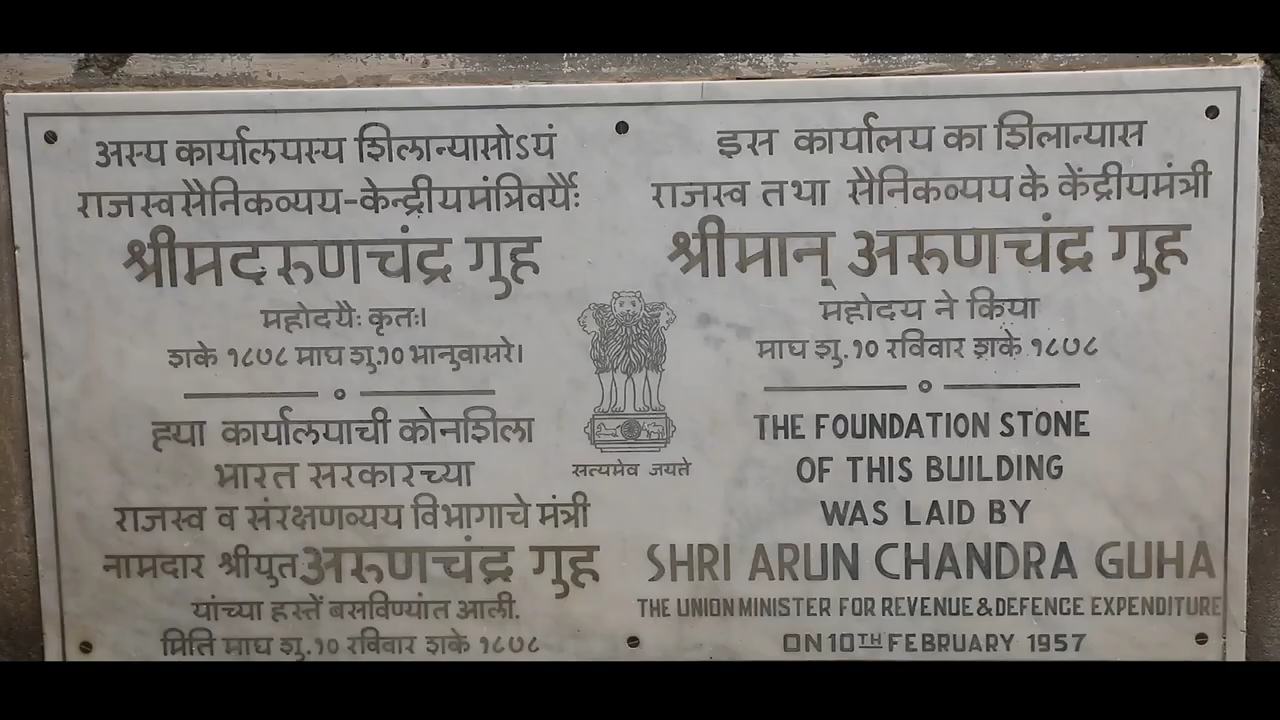 अस्य कार्यालयस्य शिलान्यासोऽयं
राजस्वसैनिकव्यय-केन्द्रीयमंत्रिवर्यैः
श्रीमदरुणचंद्र गुह
महोदयैः कृतः।
शके १८७८ माघ शु.१० भानुवासरे।
ह्या कार्यालयाची कोनशिला
भारत सरकारच्या
राजस्व व संरक्षणव्यय विभागाचे मंत्री
नामदार श्रीयुत अरुणचंद्र गुह
यांच्या हस्तें बसविण्यांत आली.
मिति माघ शु.१० रविवार शके १८७८
सत्यमेव जयते
इस कार्यालय का शिलान्यास
राजस्व तथा सैनिकव्यय के केंद्रीयमंत्री
श्रीमान् अरुणचंद्र गुह
महोदय ने किया
माघ शु.१० रविवार शके १८७८
THE FOUNDATION STONE
OF THIS BUILDING
WAS LAID BY
SHRI ARUN CHANDRA GUHA
THE UNION MINISTER FOR REVENUE & DEFENCE EXPENDITURE
ON 10TH FEBRUARY 1957